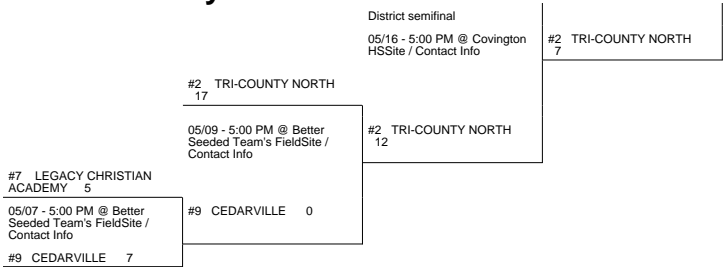 District semifinal
05/16 - 5:00 PM @ Covington
HSSite / Contact Info
#2 TRI-COUNTY NORTH
7
#2 TRI-COUNTY NORTH
17
05/09 - 5:00 PM @ Better
Seeded Team's FieldSite /
Contact Info
#2 TRI-COUNTY NORTH
12
#7 LEGACY CHRISTIAN
ACADEMY 5
05/07 - 5:00 PM @ Better
Seeded Team's FieldSite /
Contact Info
#9 CEDARVILLE 0
#9 CEDARVILLE 7